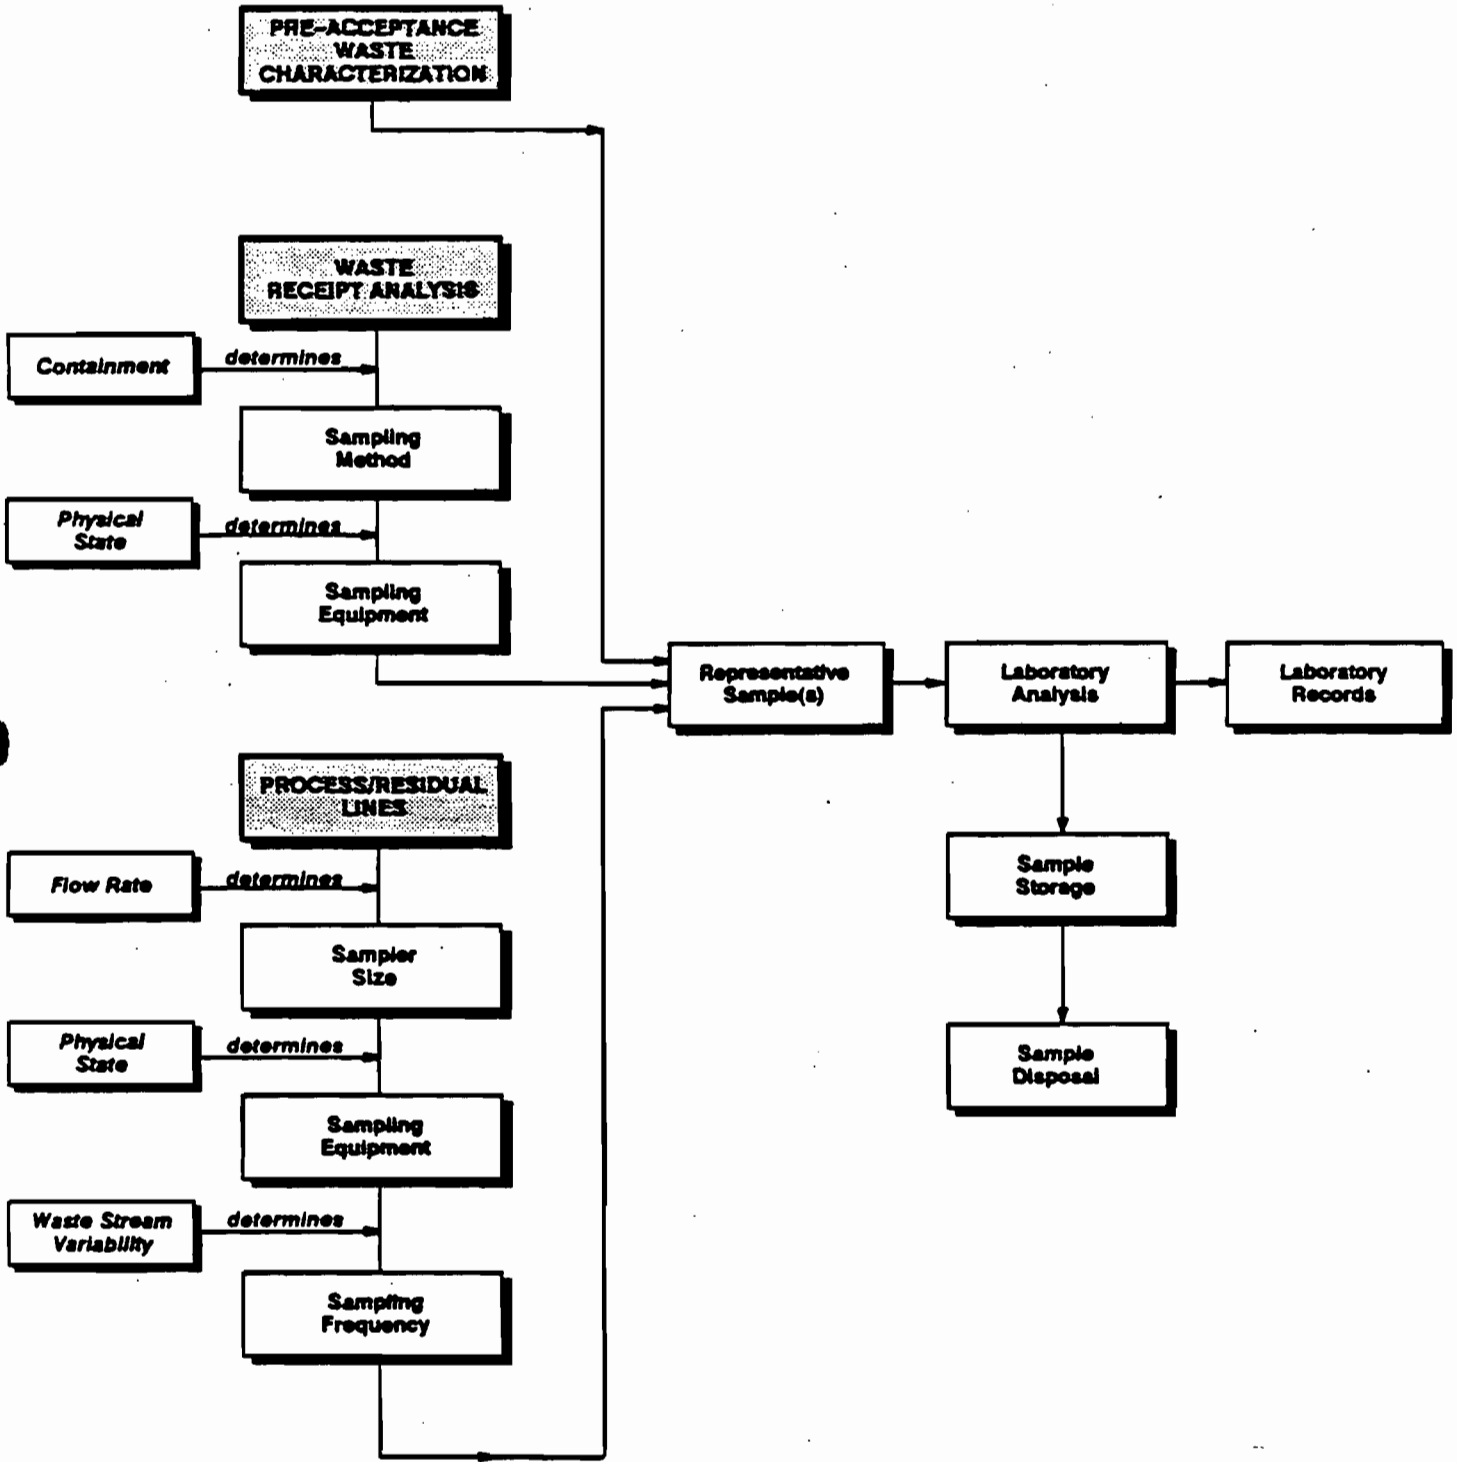 PRE-ACCEPTANCE
WASTE
CHARACTERIZATION
WASTE
RECEIPT ANALYSIS
Containment
determines
Sampling
Method
Physical
State
determines
Sampling
Equipment
Representative
Sample(s)
Laboratory
Analysis
Laboratory
Records
PROCESS/RESIDUAL
LINES
Flow Rate
determines
Sample
Storage
Sampler
Size
Physical
State
determines
Sample
Disposal
Sampling
Equipment
Waste Stream
Variability
determines
Sampling
Frequency